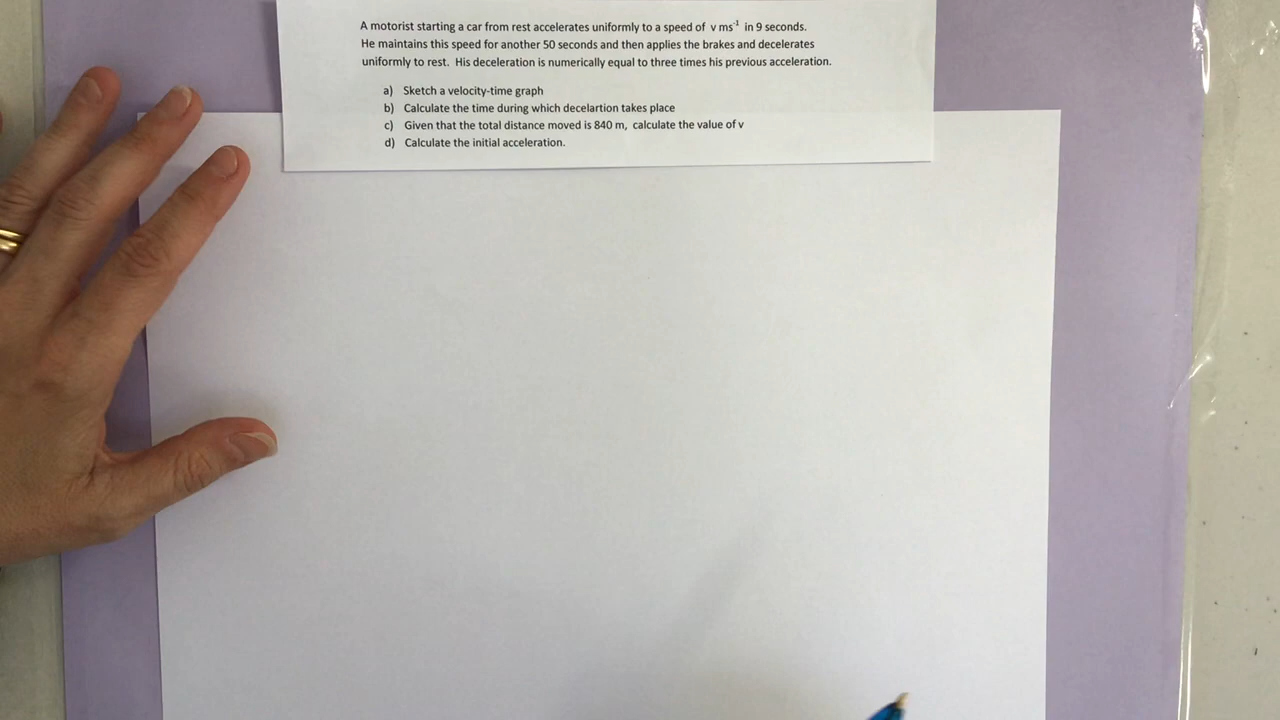 A motorist starting a car from rest accelerates uniformly to a speed of v ms⁻¹ in 9 seconds.
He maintains this speed for another 50 seconds and then applies the brakes and decelerates
uniformly to rest. His deceleration is numerically equal to three times his previous acceleration.
a) Sketch a velocity-time graph
b) Calculate the time during which decelartion takes place
c) Given that the total distance moved is 840 m, calculate the value of v
d) Calculate the initial acceleration.